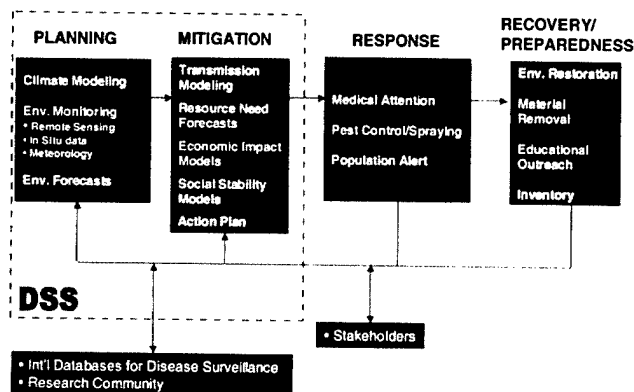 PLANNING
Climate Modeling
Env. Monitoring
• Remote Sensing
• In Situ data
• Meteorology
Env. Forecasts
MITIGATION
Transmission
Modeling
Resource Need
Forecasts
Economic Impact
Models
Social Stability
Models
Action Plan
RESPONSE
Medical Attention
Pest Control/Spraying
Population Alert
RECOVERY/
PREPAREDNESS
Env. Restoration
Material
Removal
Educational
Outreach
Inventory
DSS
• Stakeholders
• Int'l Databases for Disease Surveillance
• Research Community